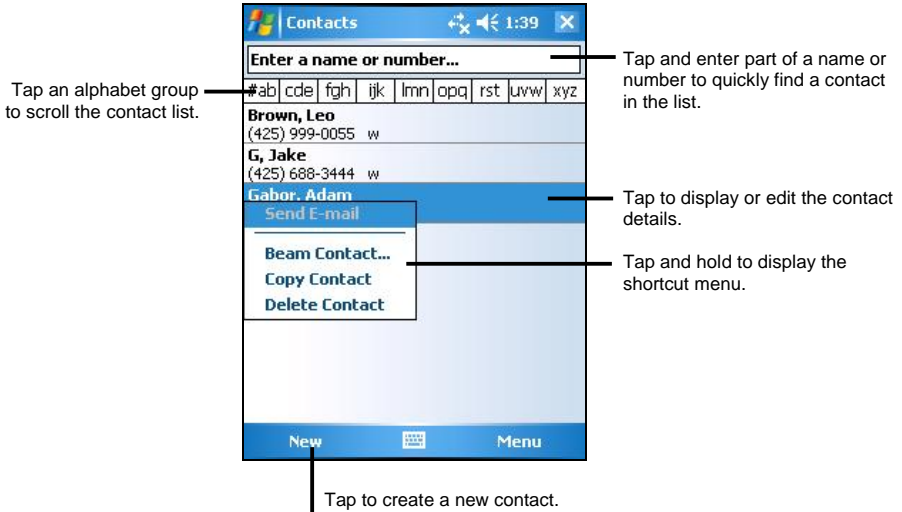 Contacts 1:39
Enter a name or number...
Tap and enter part of a name or
number to quickly find a contact
in the list.
Tap an alphabet group
to scroll the contact list.
#ab cde fgh ijk lmn opq rst uvw xyz
Brown, Leo
(425) 999-0055 w
G, Jake
(425) 688-3444 w
Gabor, Adam
Tap to display or edit the contact
details.
Send E-mail
Beam Contact...
Copy Contact
Delete Contact
Tap and hold to display the
shortcut menu.
New Menu
Tap to create a new contact.